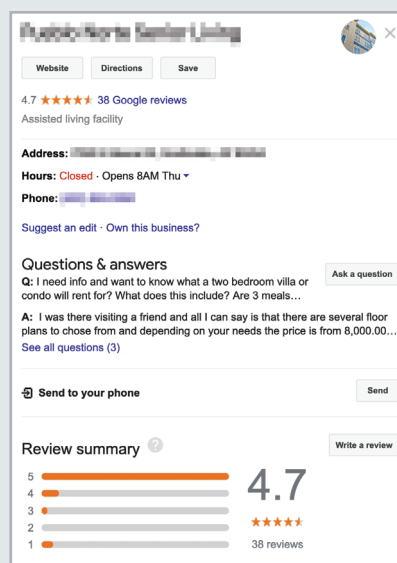 Website Directions Save
4.7 38 Google reviews
Assisted living facility
Address:
Hours: Closed · Opens 8AM Thu
Phone:
Suggest an edit · Own this business?
Questions & answers
Ask a question
Q: I need info and want to know what a two bedroom villa or
condo will rent for? What does this include? Are 3 meals...
A: I was there visiting a friend and all I can say is that there are several floor
plans to chose from and depending on your needs the price is from 8,000.00...
See all questions (3)
Send to your phone
Send
Review summary ?
Write a review
5
4
3
2
1
4.7
38 reviews